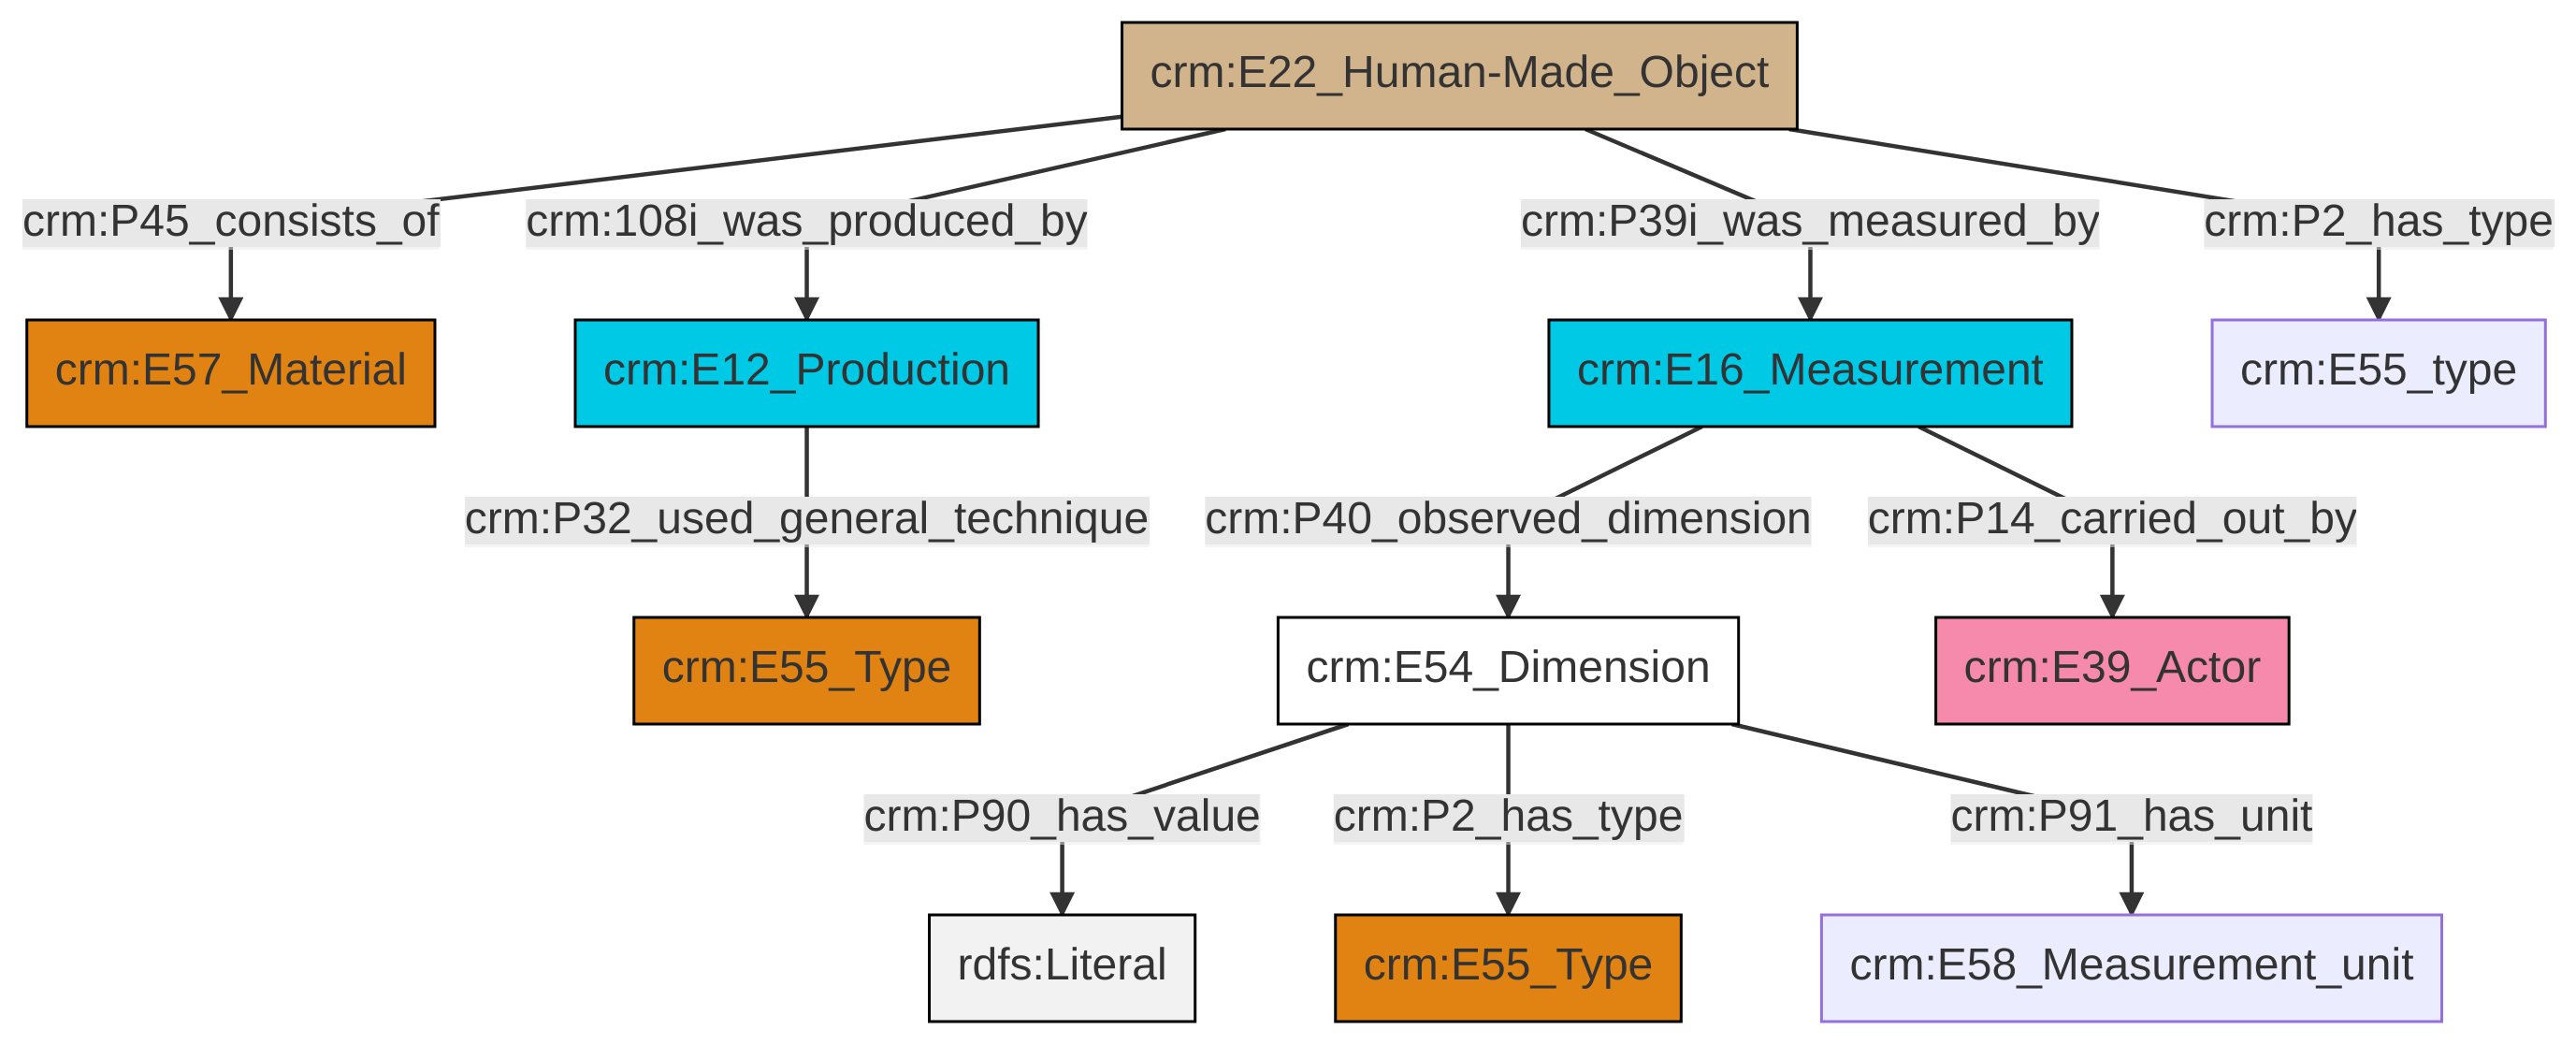 crm:E22_Human-Made_Object
crm:P45_consists_of
crm:108i_was_produced_by
crm:P39i_was_measured_by
crm:P2_has_type
crm:E57_Material
crm:E12_Production
crm:E16_Measurement
crm:E55_type
crm:P32_used_general_technique
crm:P40_observed_dimension
crm:P14_carried_out_by
crm:E55_Type
crm:E54_Dimension
crm:E39_Actor
crm:P90_has_value
crm:P2_has_type
crm:P91_has_unit
rdfs:Literal
crm:E55_Type
crm:E58_Measurement_unit